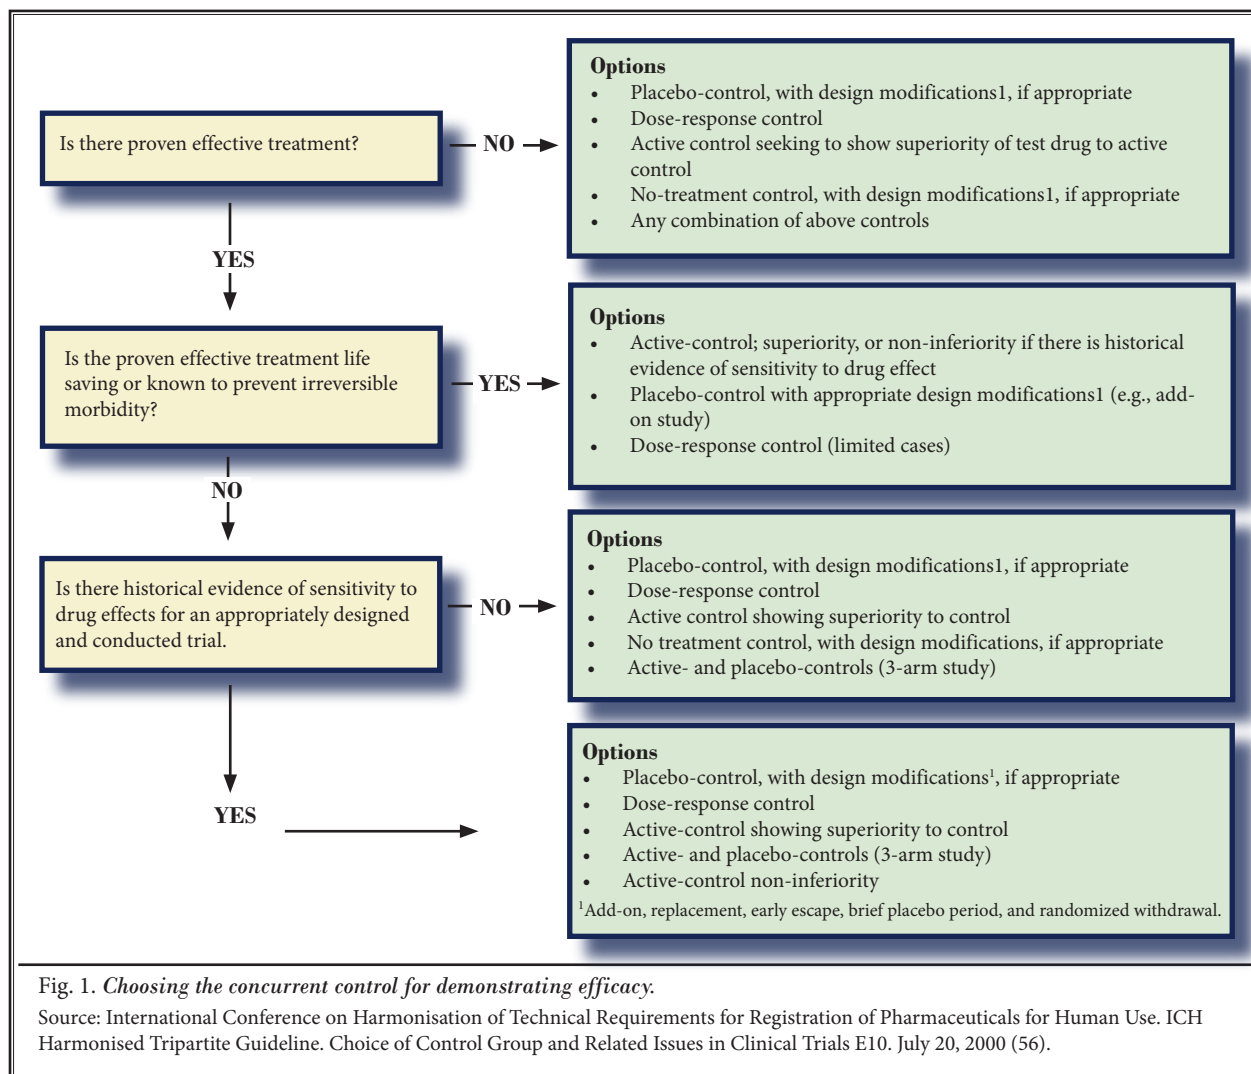 Is there proven effective treatment?
NO
Options
• Placebo-control, with design modifications1, if appropriate
• Dose-response control
• Active control seeking to show superiority of test drug to active
control
• No-treatment control, with design modifications1, if appropriate
• Any combination of above controls
YES
Is the proven effective treatment life
saving or known to prevent irreversible
morbidity?
YES
Options
• Active-control; superiority, or non-inferiority if there is historical
evidence of sensitivity to drug effect
• Placebo-control with appropriate design modifications1 (e.g., add-
on study)
• Dose-response control (limited cases)
NO
Is there historical evidence of sensitivity to
drug effects for an appropriately designed
and conducted trial.
NO
Options
• Placebo-control, with design modifications1, if appropriate
• Dose-response control
• Active control showing superiority to control
• No treatment control, with design modifications, if appropriate
• Active- and placebo-controls (3-arm study)
YES
Options
• Placebo-control, with design modifications¹, if appropriate
• Dose-response control
• Active-control showing superiority to control
• Active- and placebo-controls (3-arm study)
• Active-control non-inferiority
¹Add-on, replacement, early escape, brief placebo period, and randomized withdrawal.
Fig. 1. Choosing the concurrent control for demonstrating efficacy.
Source: International Conference on Harmonisation of Technical Requirements for Registration of Pharmaceuticals for Human Use. ICH
Harmonised Tripartite Guideline. Choice of Control Group and Related Issues in Clinical Trials E10. July 20, 2000 (56).